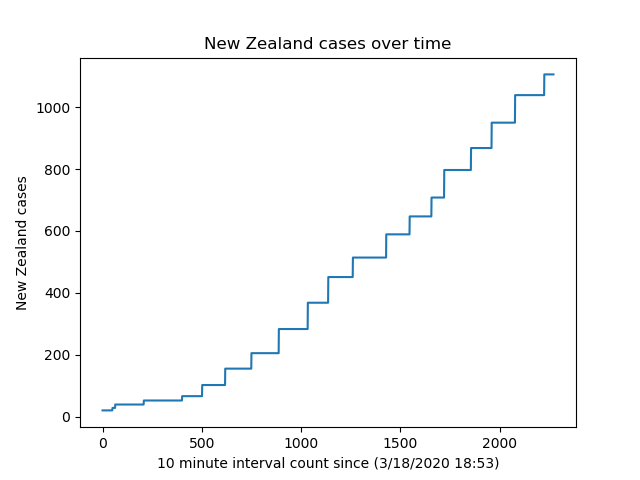 New Zealand cases over time
1000
800
600
400
200
0
New Zealand cases
0 500 1000 1500 2000
10 minute interval count since (3/18/2020 18:53)